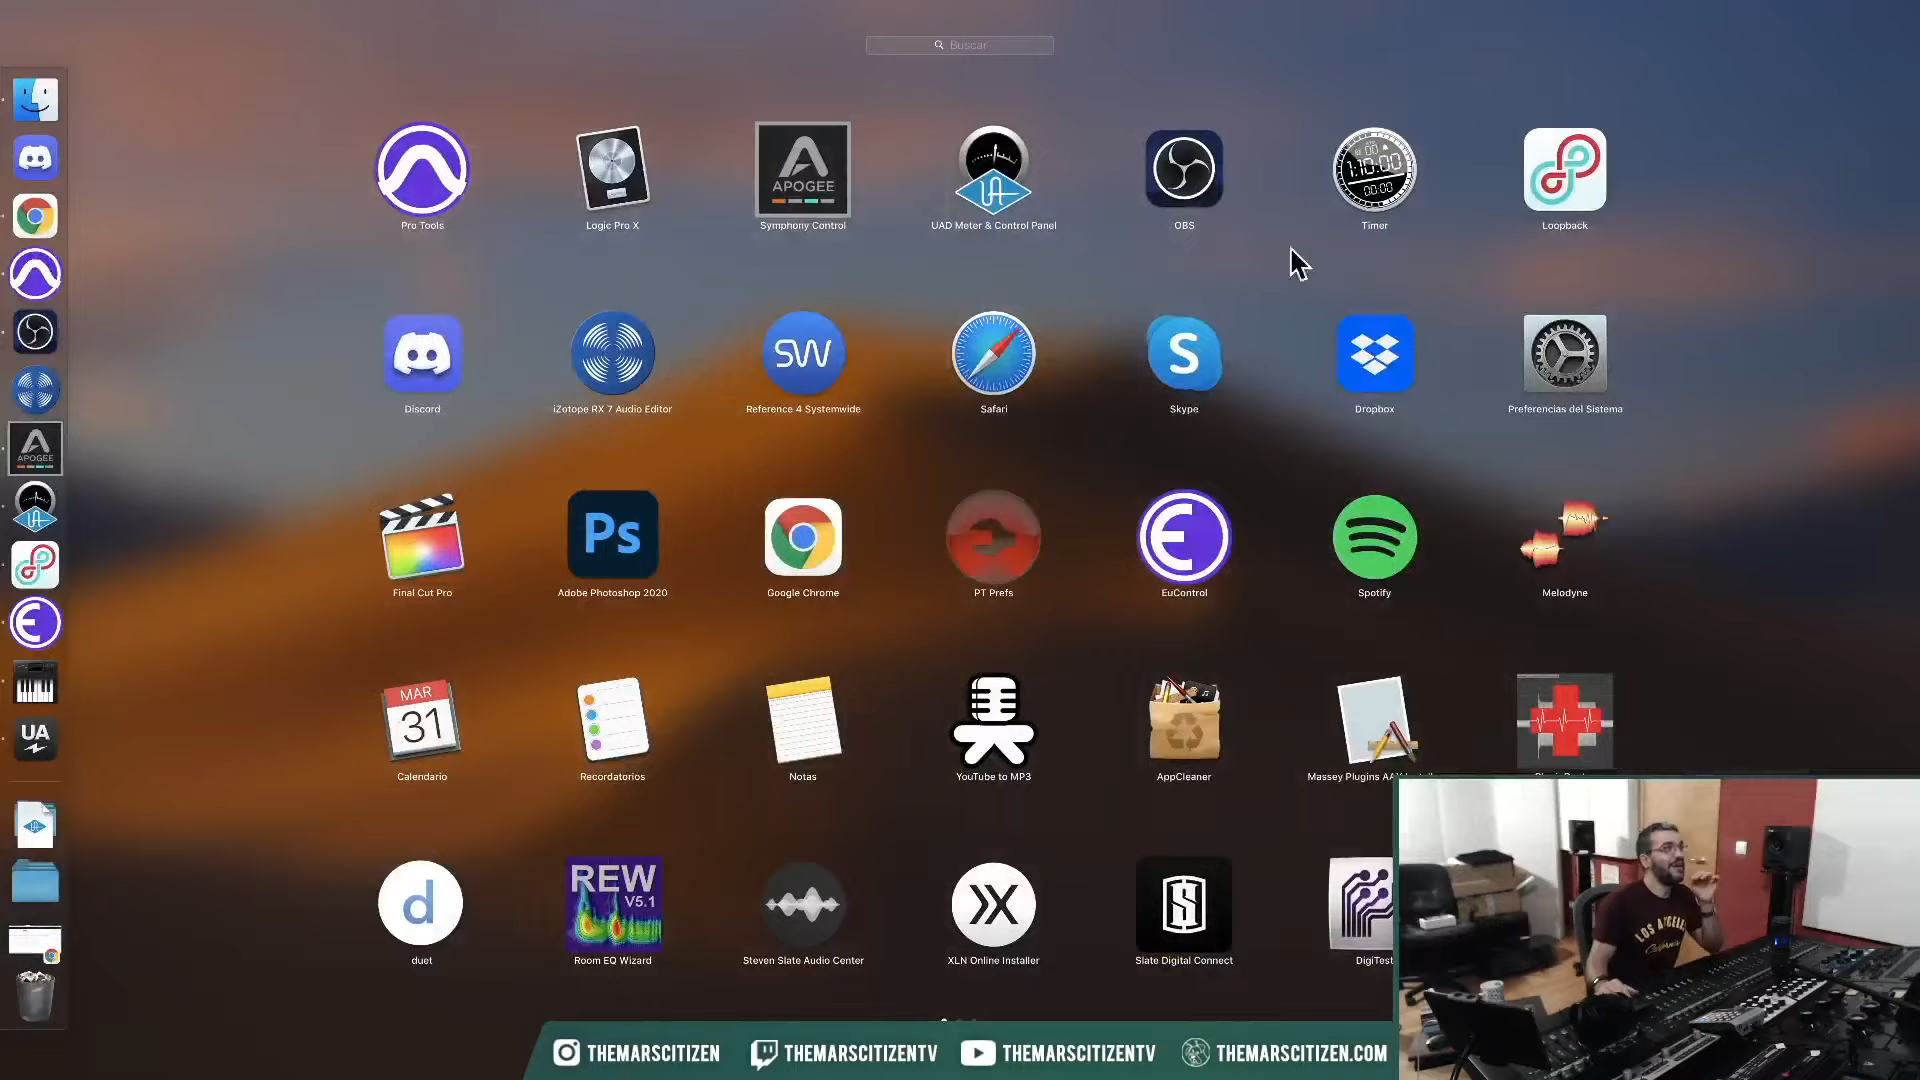 Buscar
APOGEE
1:10:00
00:00
Pro Tools
Logic Pro X
Symphony Control
UAD Meter & Control Panel
OBS
Timer
Loopback
SW
S
Discord
iZotope RX 7 Audio Editor
Reference 4 Systemwide
Safari
Skype
Dropbox
Preferencias del Sistema
APOGEE
Ps
Final Cut Pro
Adobe Photoshop 2020
Google Chrome
PT Prefs
EuControl
Spotify
Melodyne
MAR
31
UA
Calendario
Recordatorios
Notas
YouTube to MP3
AppCleaner
Massey Plugins
d
REW
V5.1
duet
Room EQ Wizard
Steven Slate Audio Center
XLN Online Installer
Slate Digital Connect
DigiTest
LOS ANGELES
California
THEMARSCITIZEN
THEMARSCITIZENTV
THEMARSCITIZENTV
THEMARSCITIZEN.COM